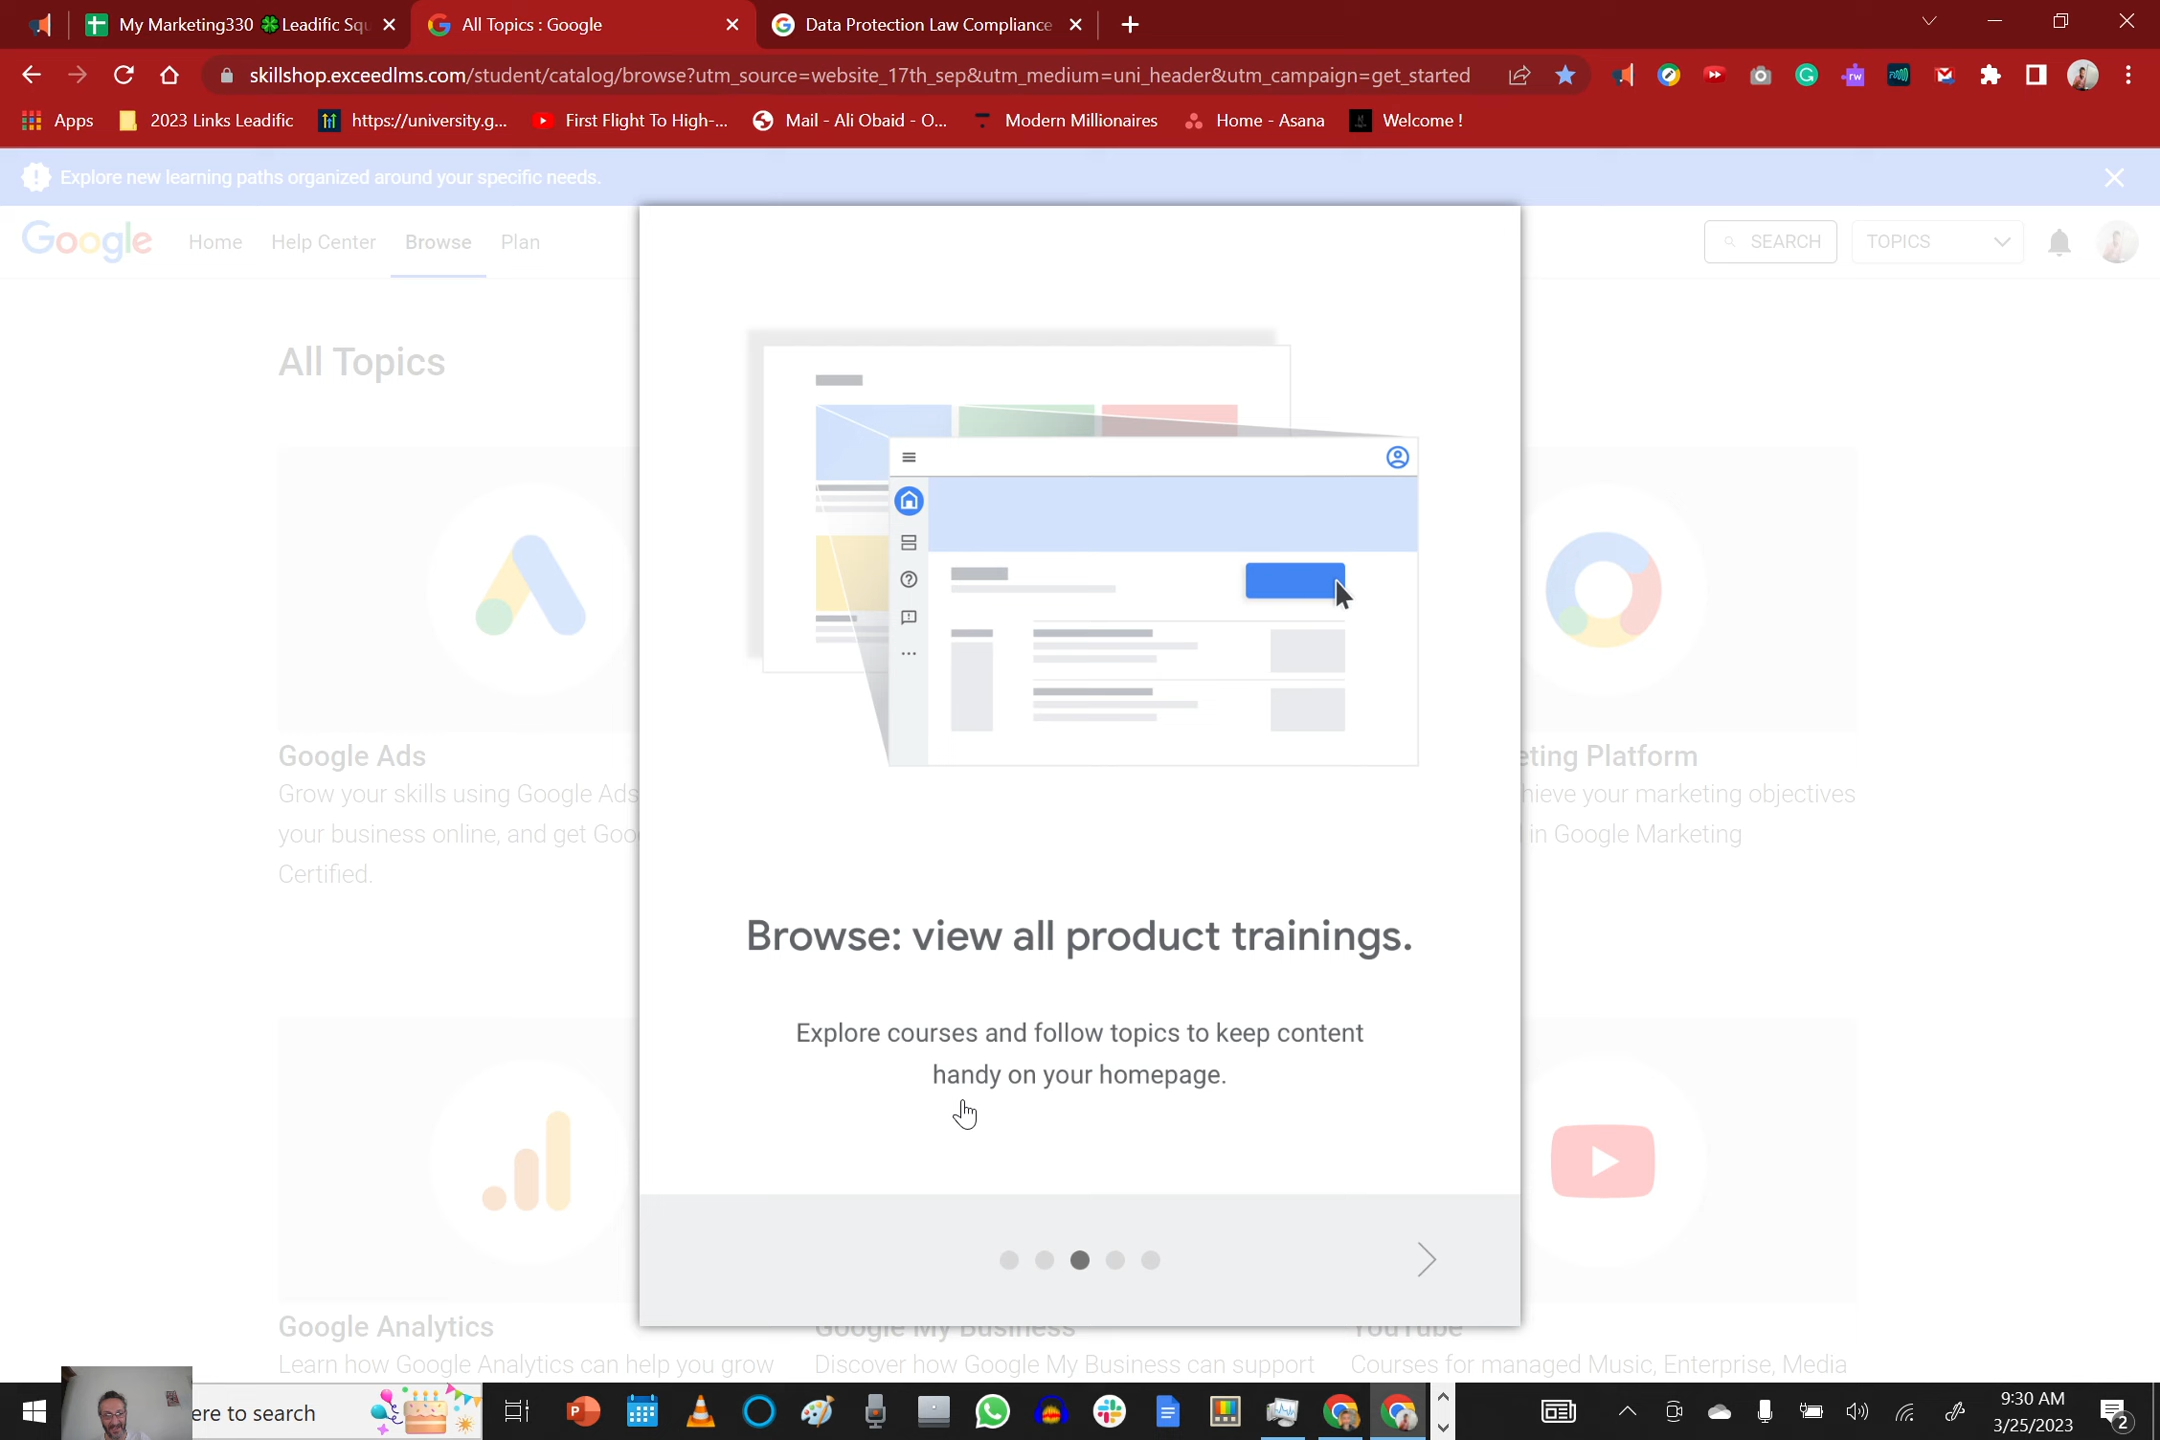 My Marketing330 🍀Leadific Squ
All Topics : Google
Data Protection Law Compliance
skillshop.exceedlms.com/student/catalog/browse?utm_source=website_17th_sep&utm_medium=uni_header&utm_campaign=get_started
Apps
2023 Links Leadific
https://university.g...
First Flight To High-...
Mail - Ali Obaid - O...
Modern Millionaires
Home - Asana
Welcome !
Explore new learning paths organized around your specific needs.
Google
Home
Help Center
Browse
Plan
SEARCH
TOPICS
All Topics
Google Ads
Grow your skills using Google Ads
your business online, and get Goo
Certified.
eting Platform
hieve your marketing objectives
in Google Marketing
Browse: view all product trainings.
Explore courses and follow topics to keep content
handy on your homepage.
Google Analytics
Learn how Google Analytics can help you grow
Google My Business
Discover how Google My Business can support
YouTube
Courses for managed Music, Enterprise, Media
ere to search
9:30 AM
3/25/2023
2